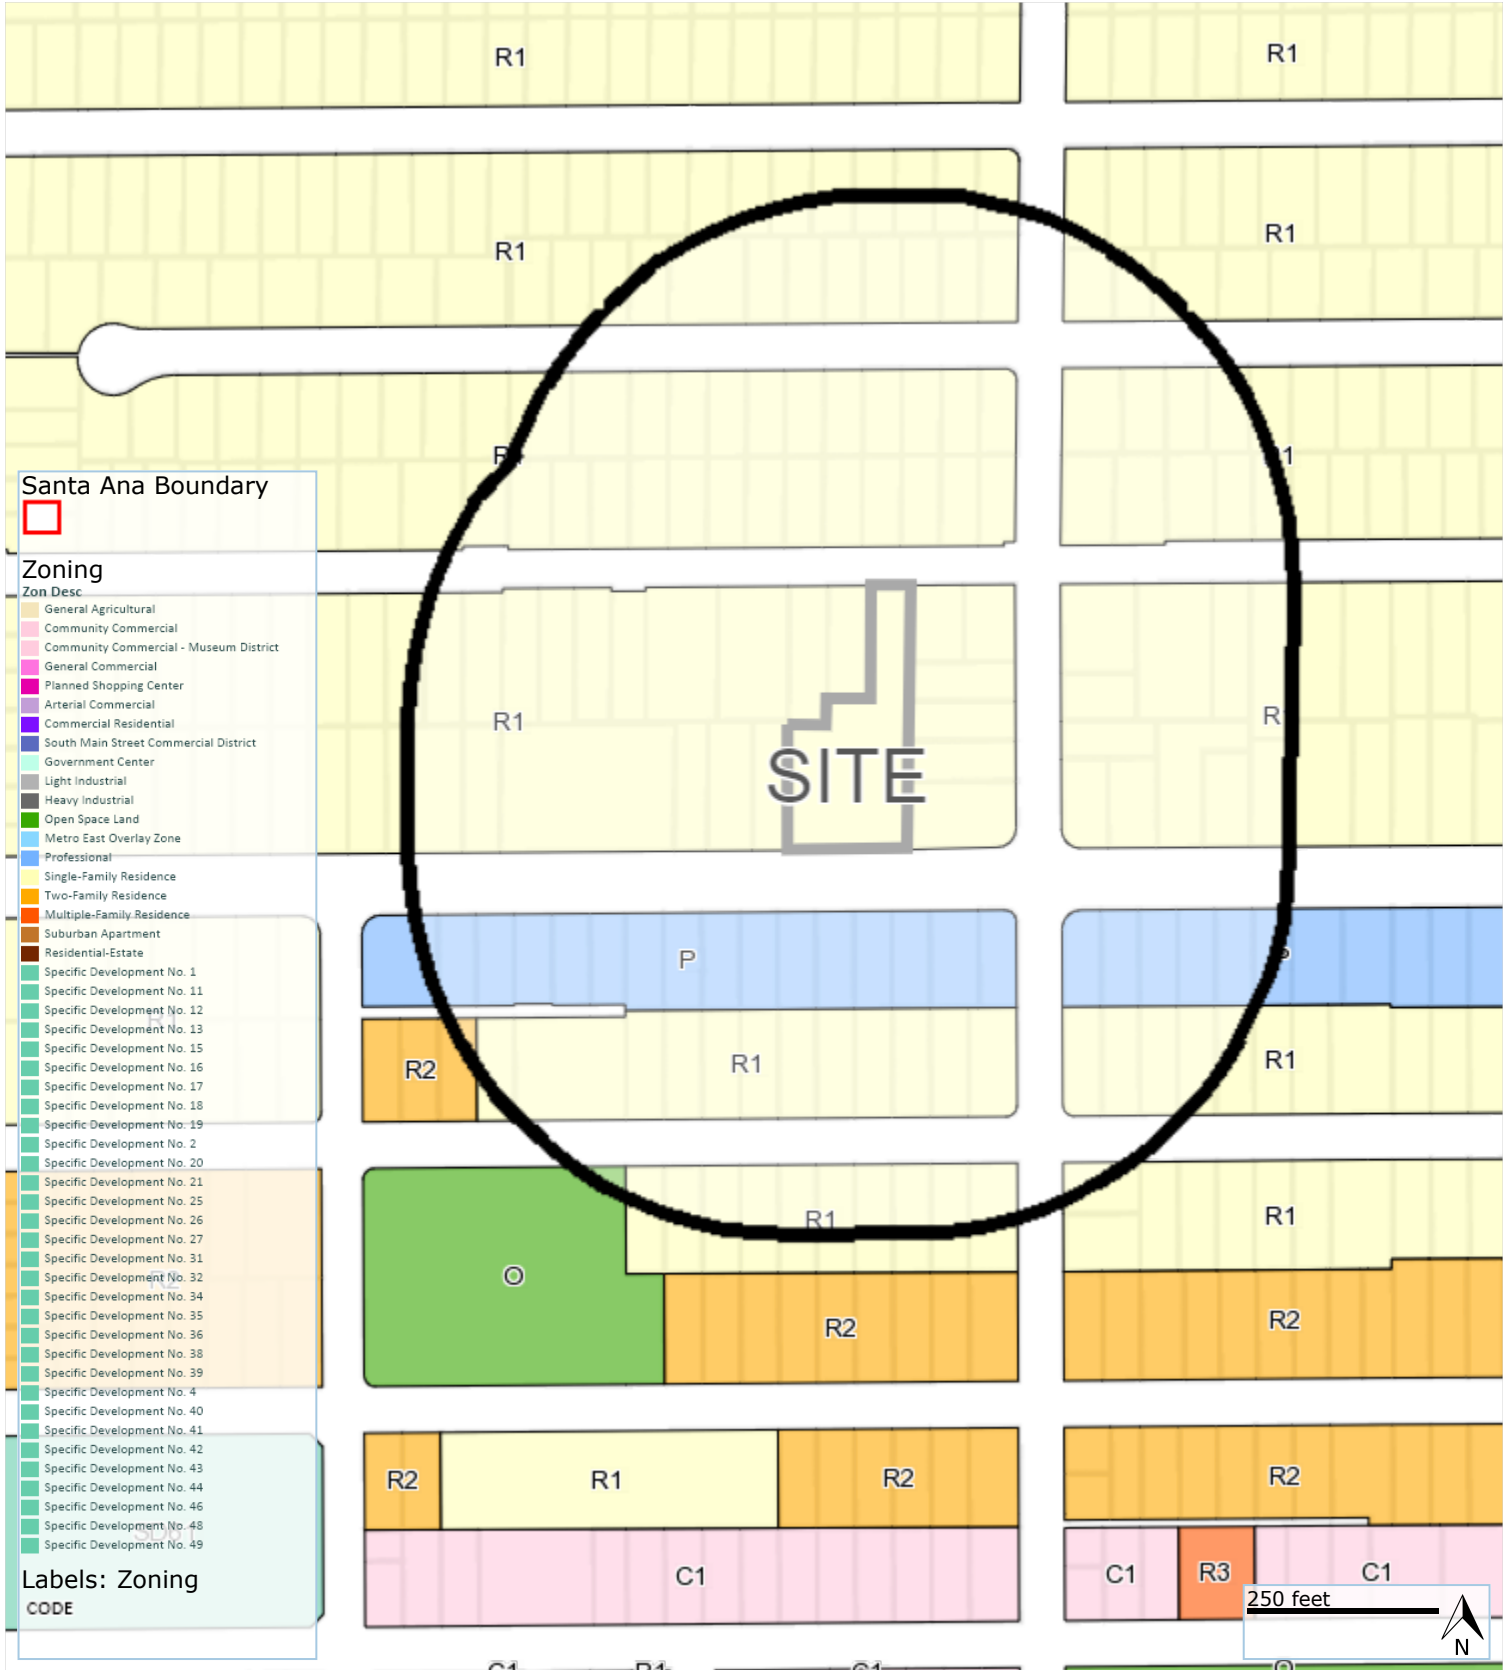 R1
R1
R1
R1
Santa Ana Boundary
Zoning
Zon Desc
General Agricultural
Community Commercial
Community Commercial - Museum District
General Commercial
Planned Shopping Center
Arterial Commercial
Commercial Residential
South Main Street Commercial District
Government Center
Light Industrial
Heavy Industrial
Open Space Land
Metro East Overlay Zone
Professional
Single-Family Residence
Two-Family Residence
Multiple-Family Residence
Suburban Apartment
Residential-Estate
Specific Development No. 1
Specific Development No. 11
Specific Development No. 12
Specific Development No. 13
Specific Development No. 15
Specific Development No. 16
Specific Development No. 17
Specific Development No. 18
Specific Development No. 19
Specific Development No. 2
Specific Development No. 20
Specific Development No. 21
Specific Development No. 25
Specific Development No. 26
Specific Development No. 27
Specific Development No. 31
Specific Development No. 32
Specific Development No. 34
Specific Development No. 35
Specific Development No. 36
Specific Development No. 38
Specific Development No. 39
Specific Development No. 4
Specific Development No. 40
Specific Development No. 41
Specific Development No. 42
Specific Development No. 43
Specific Development No. 44
Specific Development No. 46
Specific Development No. 48
Specific Development No. 49
Labels: Zoning
CODE
R1
SITE
P
P
R2
R1
R1
R1
R2
R1
R1
O
R2
R2
R2
R1
R2
R2
C1
C1
R3
C1
250 feet
N
C1
R1
C1